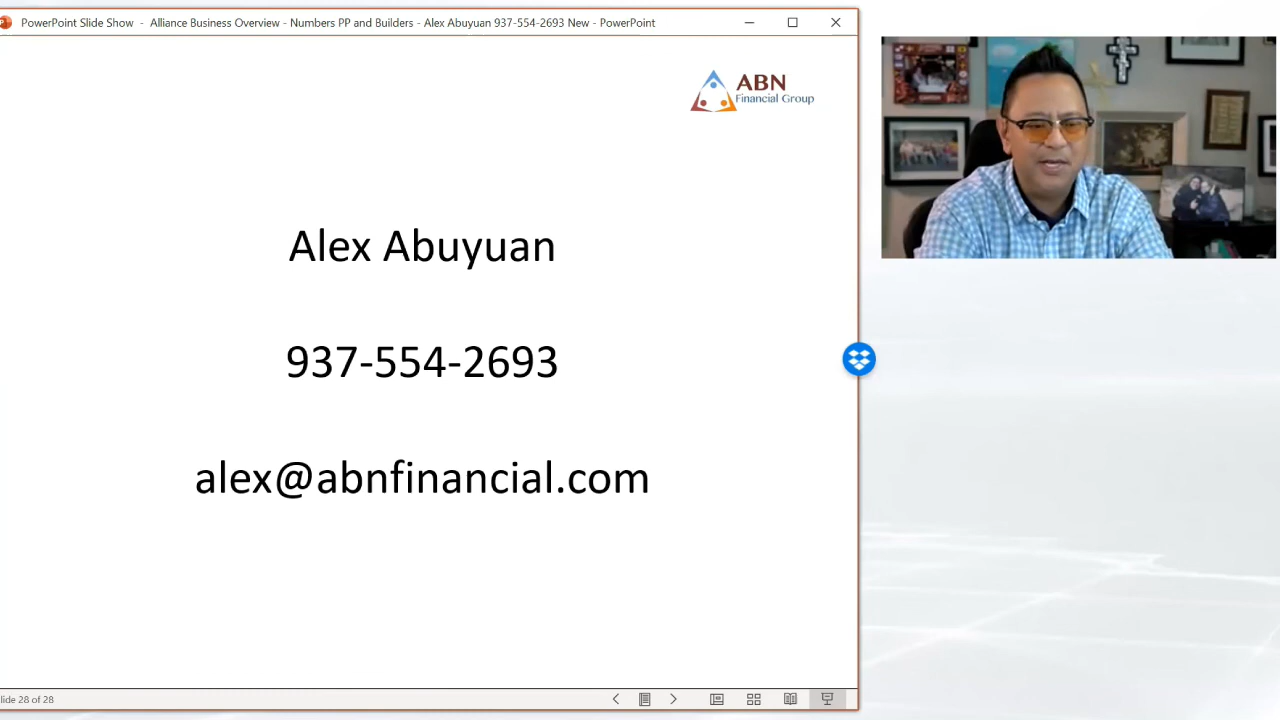 PowerPoint Slide Show - Alliance Business Overview - Numbers PP and Builders - Alex Abuyuan 937-554-2693 New - PowerPoint
ABN
Financial Group
Alex Abuyuan
937-554-2693
alex@abnfinancial.com
lide 28 of 28